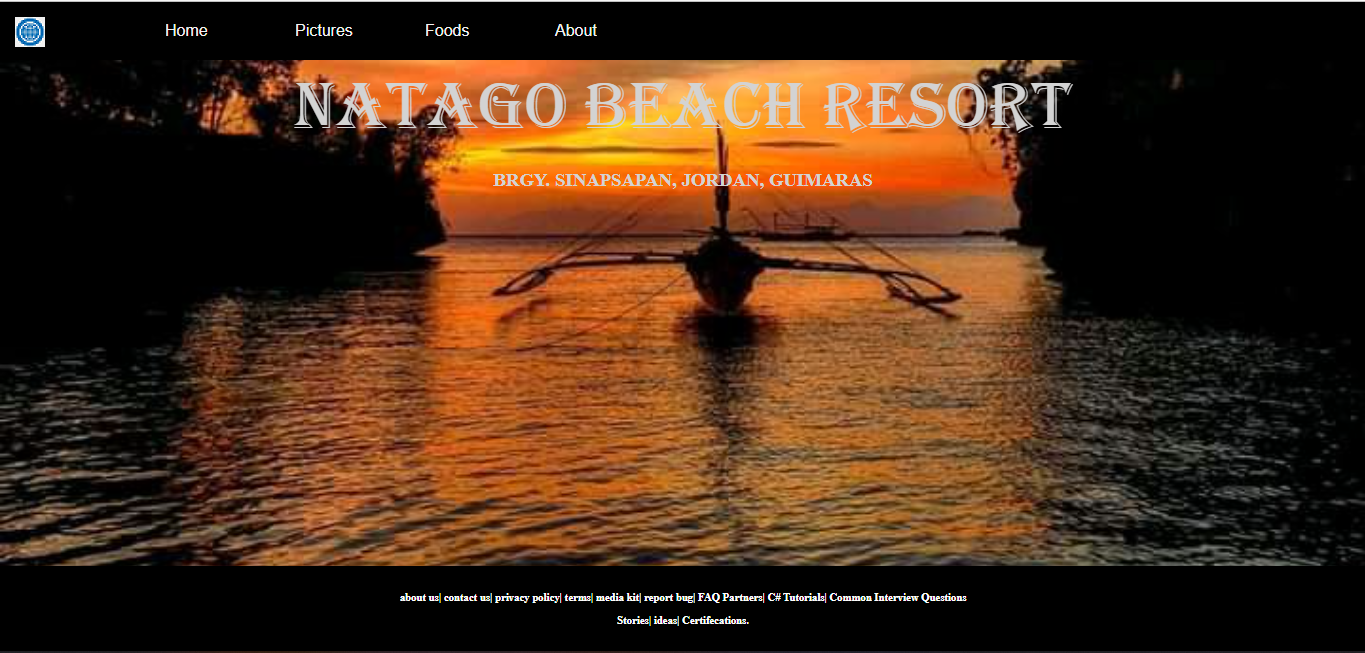 Home Pictures Foods About
NATAGO BEACH RESORT
BRGY. SINAPSAPAN, JORDAN, GUIMARAS
about us| contact us| privacy policy| terms| media kit| report bug| FAQ Partners| C# Tutorials| Common Interview Questions
Stories| ideas| Certifecations.